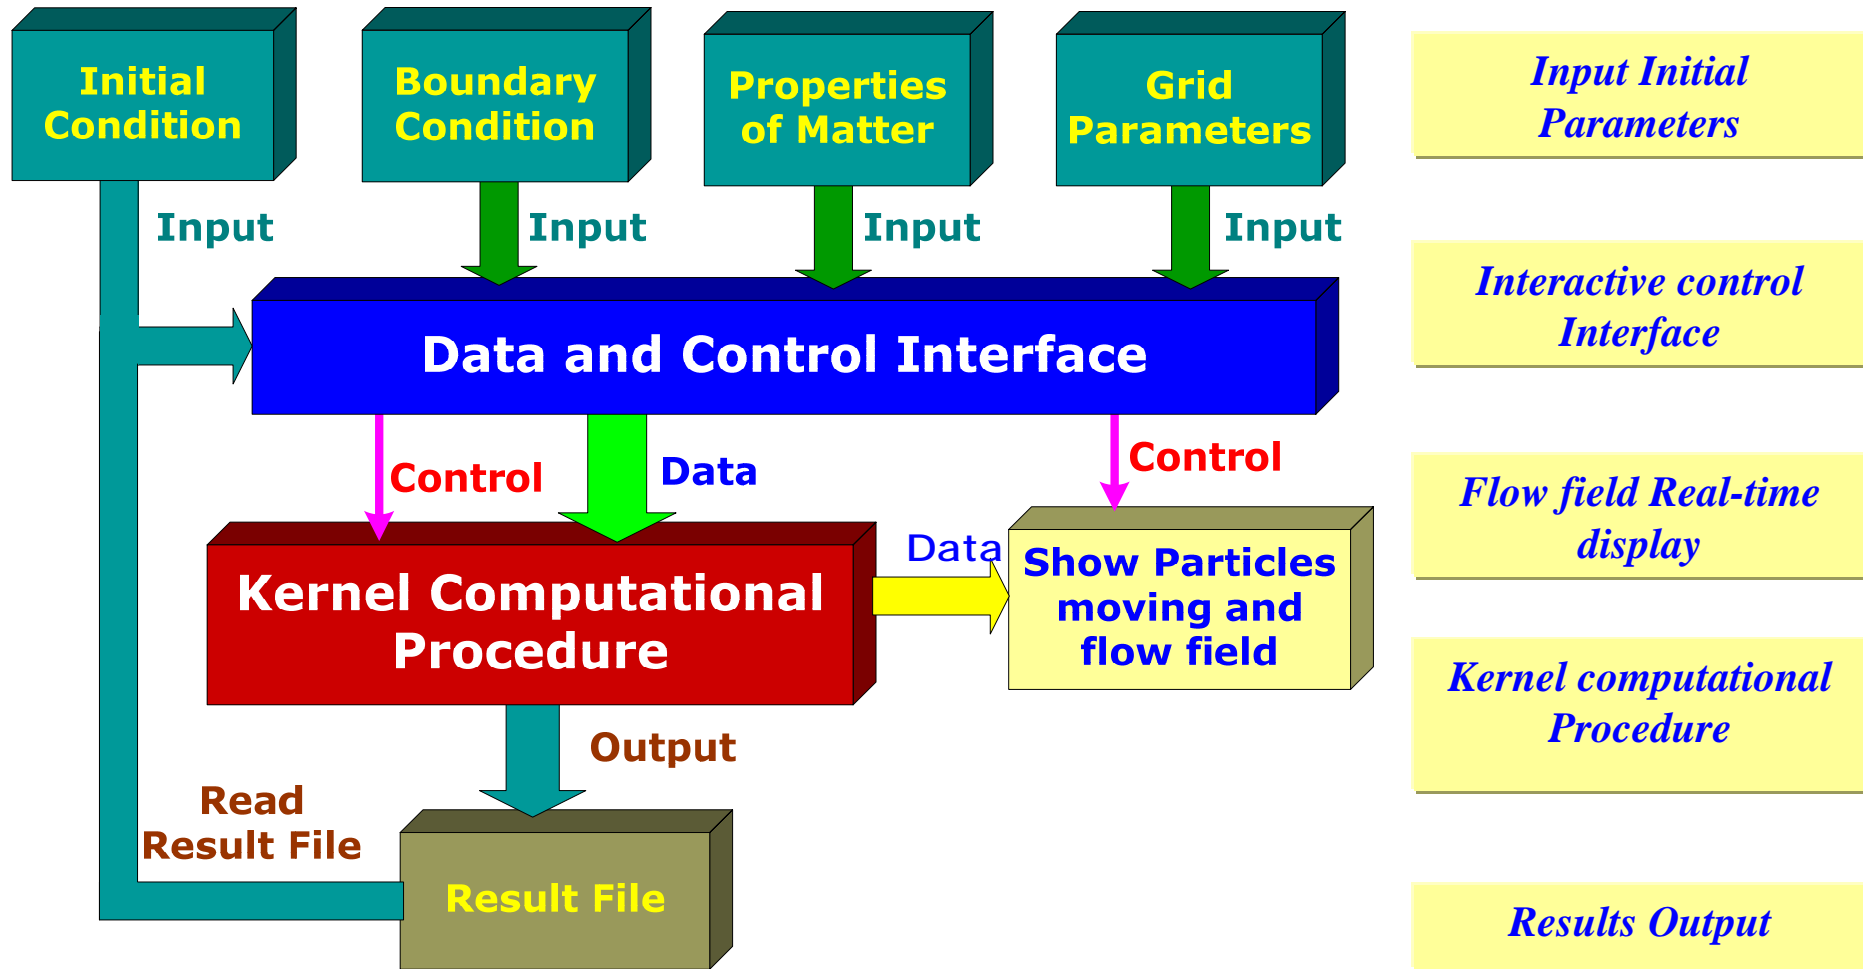 Initial
Condition
Boundary
Condition
Properties
of Matter
Grid
Parameters
Input Initial
Parameters
Input
Input
Input
Input
Interactive control
Interface
Data and Control Interface
Control
Data
Control
Flow field Real-time
display
Data
Kernel Computational
Procedure
Show Particles
moving and
flow field
Kernel computational
Procedure
Output
Read
Result File
Result File
Results Output